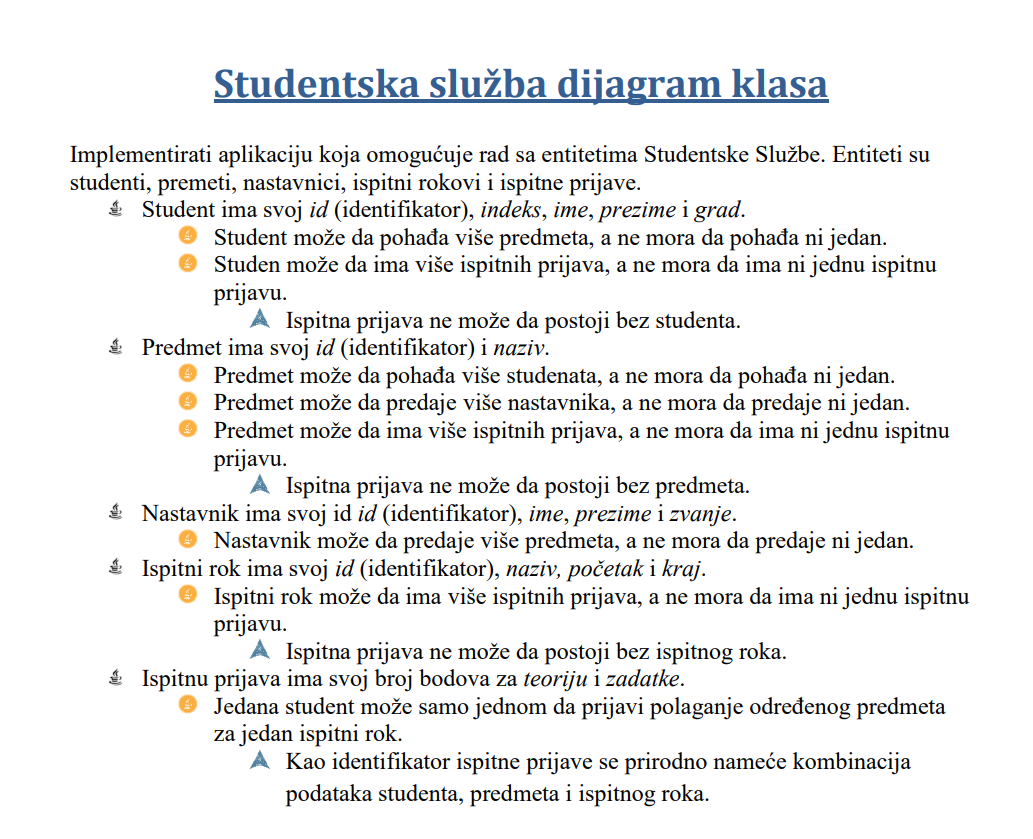 Studentska služba dijagram klasa
Implementirati aplikaciju koja omogućuje rad sa entitetima Studentske Službe. Entiteti su
studenti, premeti, nastavnici, ispitni rokovi i ispitne prijave.
Student ima svoj id (identifikator), indeks, ime, prezime i grad.
Student može da pohađa više predmeta, a ne mora da pohađa ni jedan.
Studen može da ima više ispitnih prijava, a ne mora da ima ni jednu ispitnu
prijavu.
Ispitna prijava ne može da postoji bez studenta.
Predmet ima svoj id (identifikator) i naziv.
Predmet može da pohađa više studenata, a ne mora da pohađa ni jedan.
Predmet može da predaje više nastavnika, a ne mora da predaje ni jedan.
Predmet može da ima više ispitnih prijava, a ne mora da ima ni jednu ispitnu
prijavu.
Ispitna prijava ne može da postoji bez predmeta.
Nastavnik ima svoj id id (identifikator), ime, prezime i zvanje.
Nastavnik može da predaje više predmeta, a ne mora da predaje ni jedan.
Ispitni rok ima svoj id (identifikator), naziv, početak i kraj.
Ispitni rok može da ima više ispitnih prijava, a ne mora da ima ni jednu ispitnu
prijavu.
Ispitna prijava ne može da postoji bez ispitnog roka.
Ispitnu prijava ima svoj broj bodova za teoriju i zadatke.
Jedana student može samo jednom da prijavi polaganje određenog predmeta
za jedan ispitni rok.
Kao identifikator ispitne prijave se prirodno nameće kombinacija
podataka studenta, predmeta i ispitnog roka.